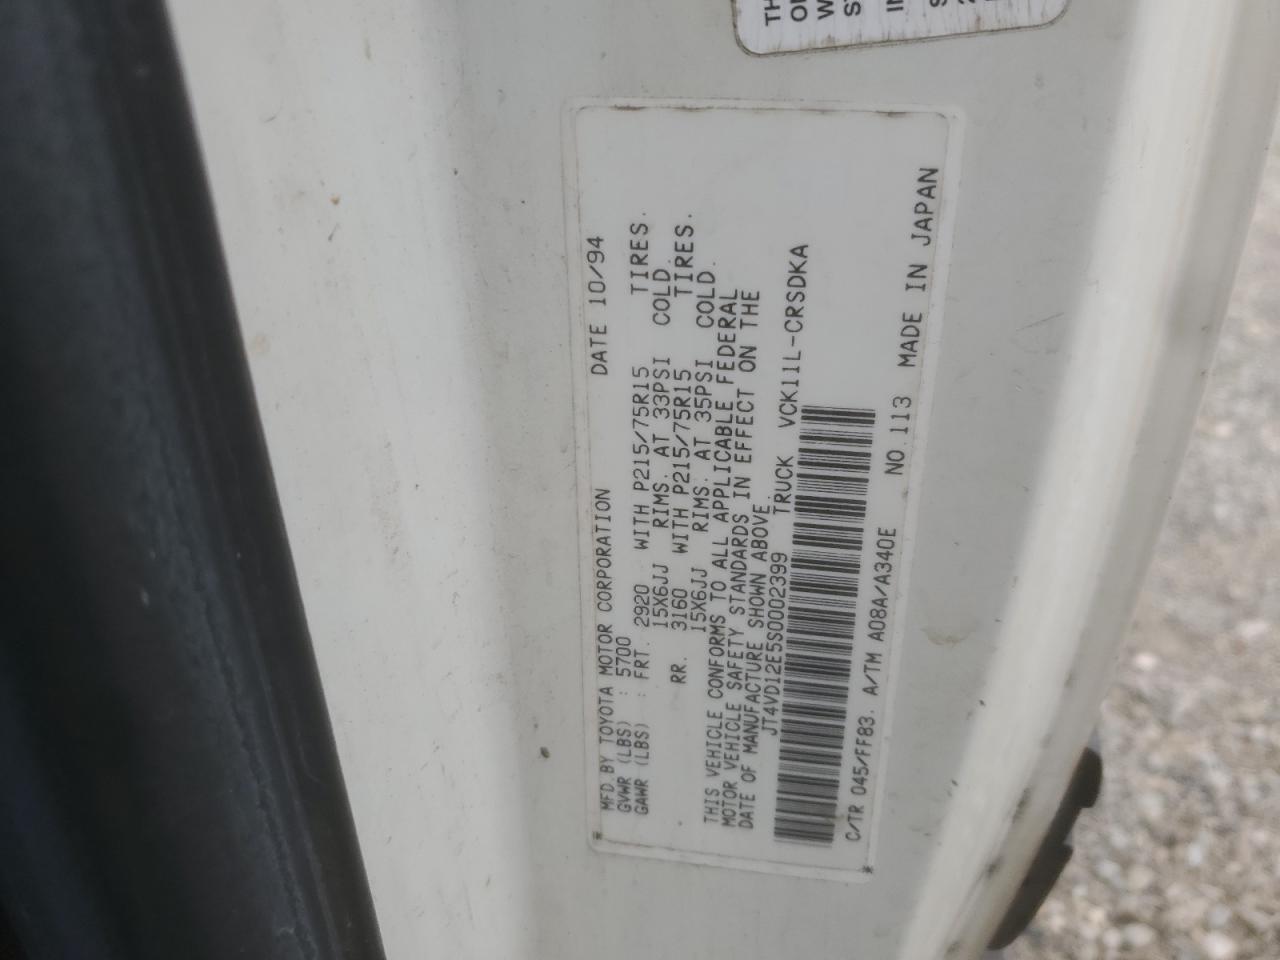 MFD.BY TOYOTA MOTOR CORPORATION DATE 10/94
GVWR (LBS) : 5700
GAWR (LBS) : FRT. 2920 WITH P215/75R15 TIRES.
15X6JJ RIMS. AT 33PSI COLD.
RR. 3160 WITH P215/75R15 TIRES.
15X6JJ RIMS. AT 35PSI COLD.
THIS VEHICLE CONFORMS TO ALL APPLICABLE FEDERAL
MOTOR VEHICLE SAFETY STANDARDS IN EFFECT ON THE
DATE OF MANUFACTURE SHOWN ABOVE.
JT4VD12E5S0002399 TRUCK VCK11L-CRSDKA
C/TR 045/FF83. A/TM A08A/A340E NO.113 MADE IN JAPAN